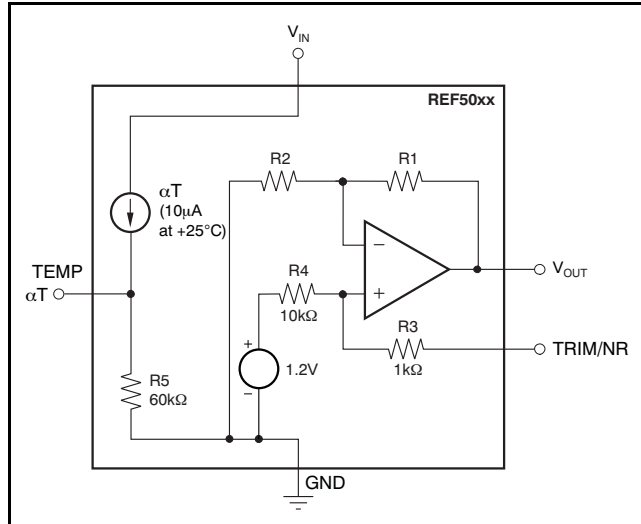 V_IN
REF50xx
R2
R1
αT
(10μA
at +25°C)
TEMP
αT
−
R4
10kΩ
+
V_OUT
R3
1kΩ
TRIM/NR
+
1.2V
−
R5
60kΩ
GND